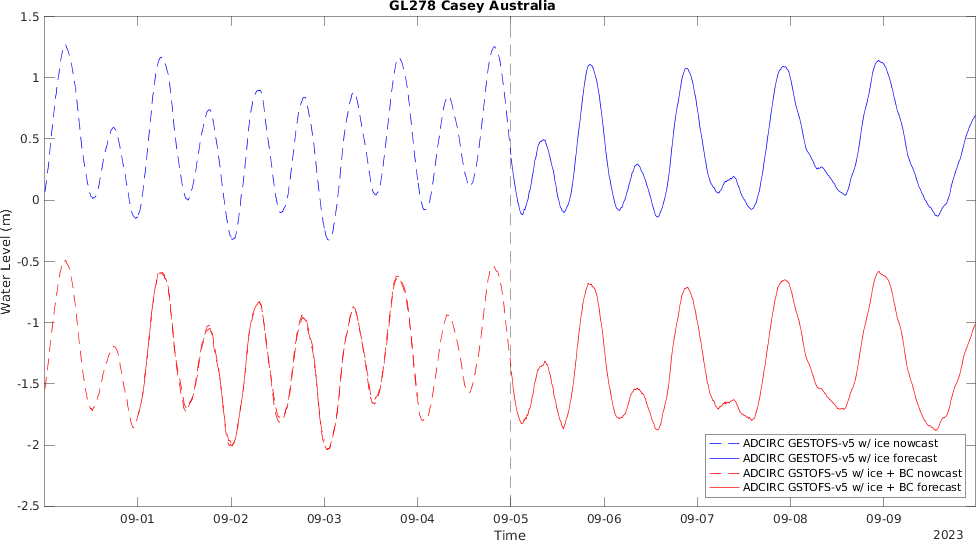 GL278 Casey Australia
Water Level (m)
1.5
1
0.5
0
-0.5
-1
-1.5
-2
-2.5
ADCIRC GESTOFS-v5 w/ ice nowcast
ADCIRC GESTOFS-v5 w/ ice forecast
ADCIRC GSTOFS-v5 w/ ice + BC nowcast
ADCIRC GSTOFS-v5 w/ ice + BC forecast
09-01 09-02 09-03 09-04 09-05 09-06 09-07 09-08 09-09
Time
2023